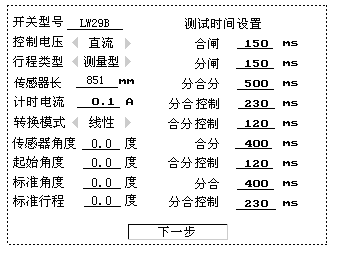 开关型号 LW29B
控制电压 直流
行程类型 测量型
传感器长 851 mm
计时电流 0.1 A
转换模式 线性
传感器角度 0.0 度
起始角度 0.0 度
标准角度 0.0 度
标准行程 0.0 度
测试时间设置
合闸 150 ms
分闸 150 ms
分合分 500 ms
分合控制 230 ms
合分控制 120 ms
合分 400 ms
合分控制 120 ms
分合 400 ms
分合控制 230 ms
下一步